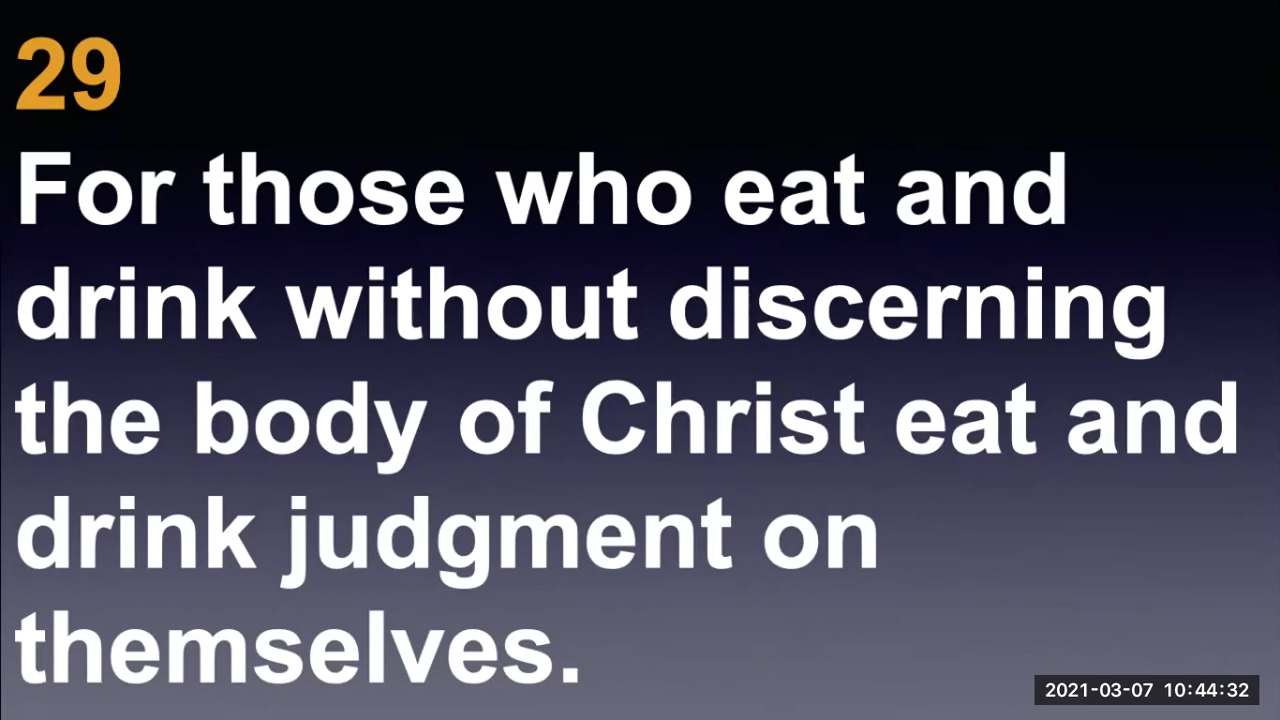 29
For those who eat and
drink without discerning
the body of Christ eat and
drink judgment on
themselves.
2021-03-07 10:44:32